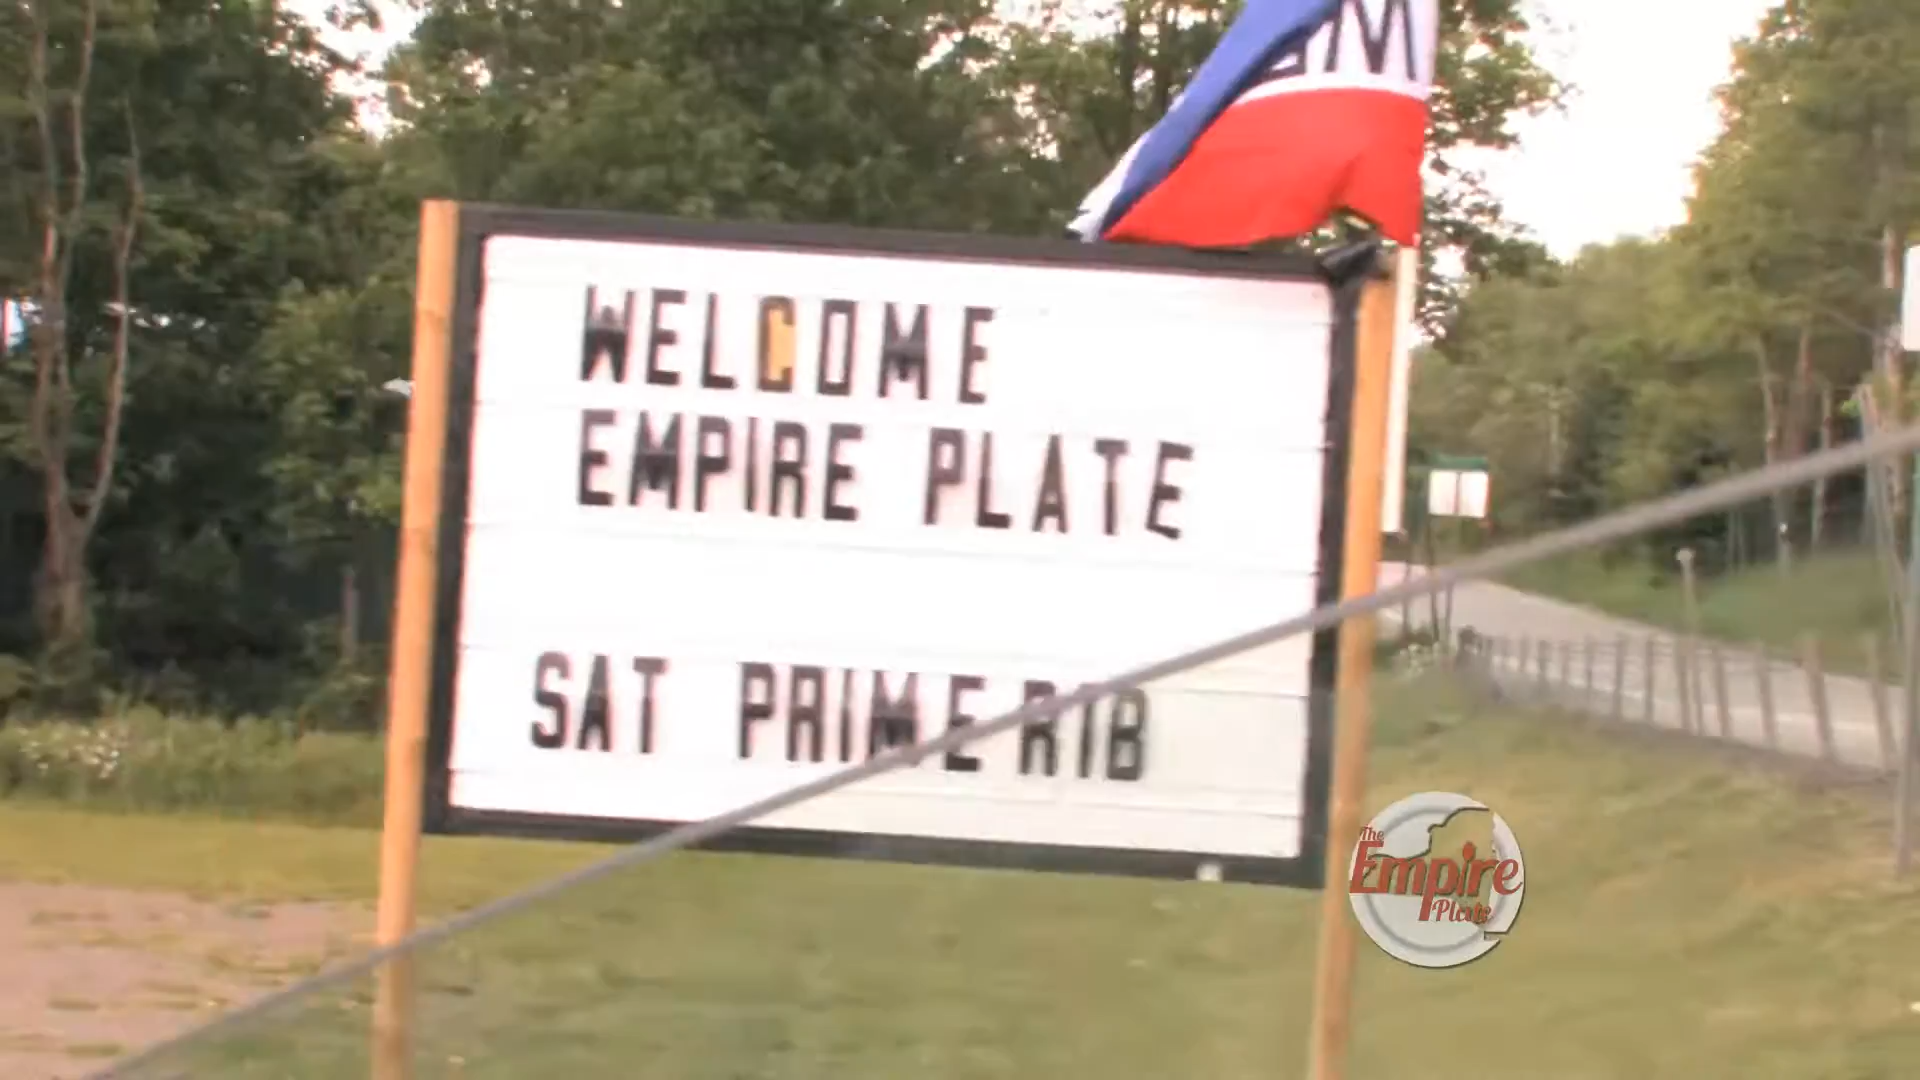 WELCOME
EMPIRE PLATE
SAT PRIME RIB
The
Empire
Plate